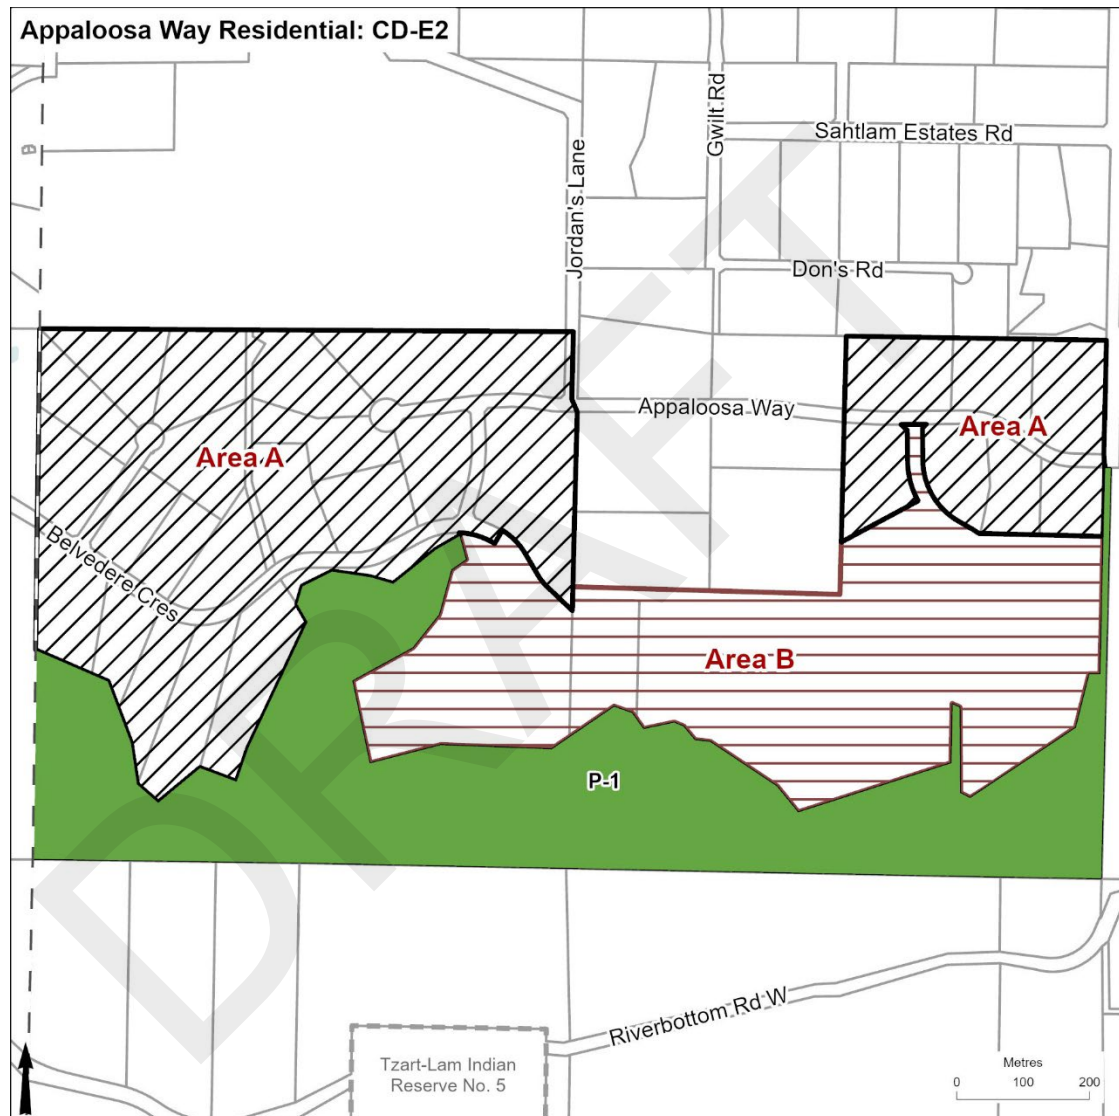 Appaloosa Way Residential: CD-E2
Gwilt Rd
Sahtlam Estates Rd
Jordan's Lane
Don's Rd
Appaloosa Way
Area A
Area A
Belvedere Cres
Area B
P-1
DRAFT
Riverbottom Rd W
Tzart-Lam Indian
Reserve No. 5
Metres
0 100 200